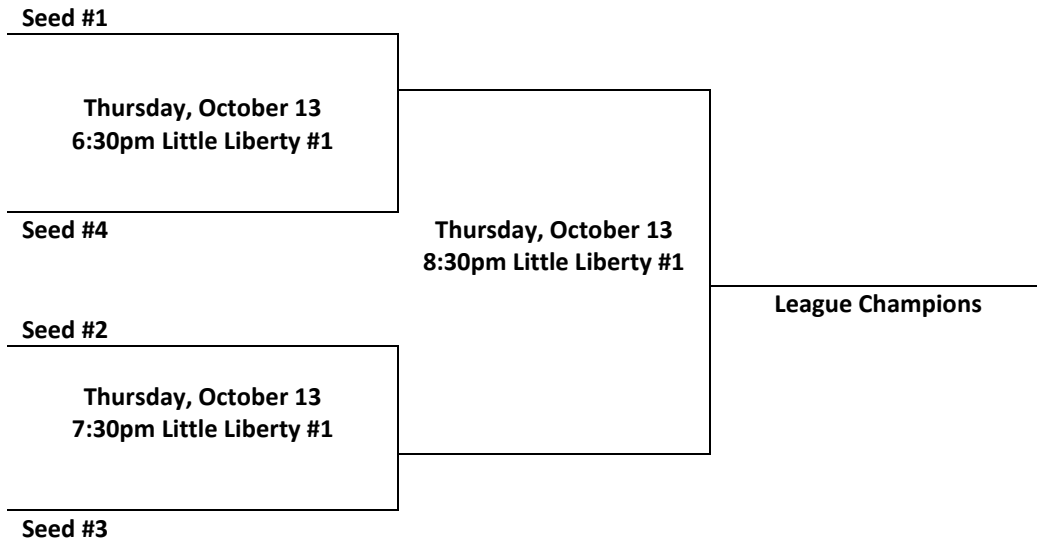 Seed #1
Thursday, October 13
6:30pm Little Liberty #1
Seed #4
Thursday, October 13
8:30pm Little Liberty #1
League Champions
Seed #2
Thursday, October 13
7:30pm Little Liberty #1
Seed #3